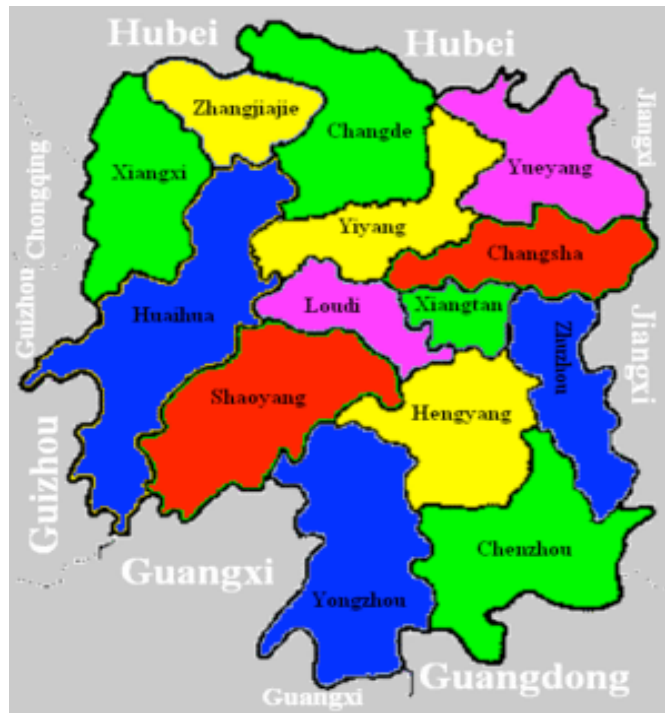 Hubei
Hubei
Zhangjiajie
Jiangxi
Changde
Xiangxi
Yueyang
Chongqing
Yiyang
Changsha
Guizhou
Huaihua
Loudi
Xiangtan
Zhuzhou
Jiangxi
Shaoyang
Hengyang
Guizhou
Chenzhou
Guangxi
Yongzhou
Guangdong
Guangxi